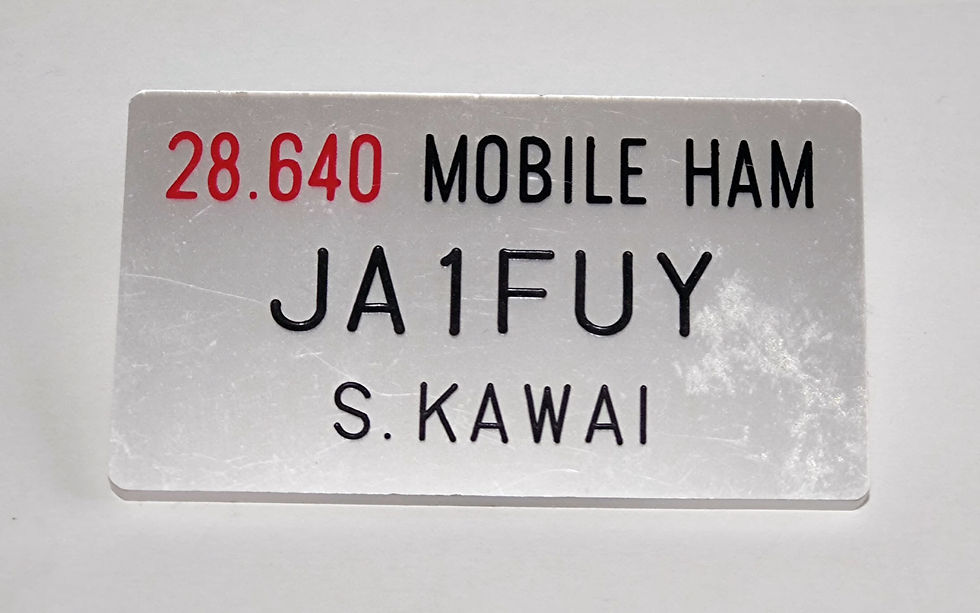 28.640 MOBILE HAM
JA1FUY
S. KAWAI